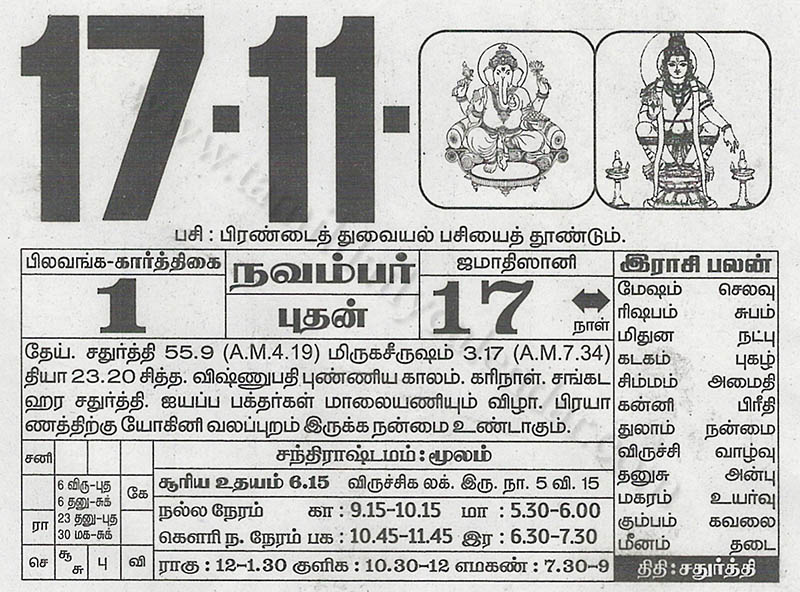 17-11-
பசி : பிரண்டைத் துவையல் பசியைத் தூண்டும்.
பிலவங்க-கார்த்திகை
1
நவம்பர்
புதன்
ஜமாதிஸானி
17
நாள்
தேய். சதுர்த்தி 55.9 (A.M.4.19) மிருகசீருஷம் 3.17 (A.M.7.34)
தியா 23.20 சித்த. விஷ்ணுபதி புண்ணிய காலம். கரிநாள். சங்கட
ஹர சதுர்த்தி. ஐயப்ப பக்தர்கள் மாலையணியும் விழா. பிரயா
ணத்திற்கு யோகினி வலப்புறம் இருக்க நன்மை உண்டாகும்.
சனி
6 விரு-புத
6 தனு-சுக்
கே
ரா
23 தனு-புத
30 மக-சுக்
செ
சூ
சு
பு
வி
சந்திராஷ்டமம் : மூலம்
சூரிய உதயம் 6.15 விருச்சிக லக். இரு. நா. 5 வி. 15
நல்ல நேரம் கா : 9.15-10.15 மா : 5.30-6.00
கௌரி ந. நேரம் பக : 10.45-11.45 இர : 6.30-7.30
ராகு : 12-1.30 குளிக : 10.30-12 எமகண் : 7.30-9
இராசி பலன்
மேஷம் செலவு
ரிஷபம் சுபம்
மிதுன நட்பு
கடகம் புகழ்
சிம்மம் அமைதி
கன்னி பிரீதி
துலாம் நன்மை
விருச்சி வாழ்வு
தனுசு அன்பு
மகரம் உயர்வு
கும்பம் கவலை
மீனம் தடை
திதி : சதுர்த்தி